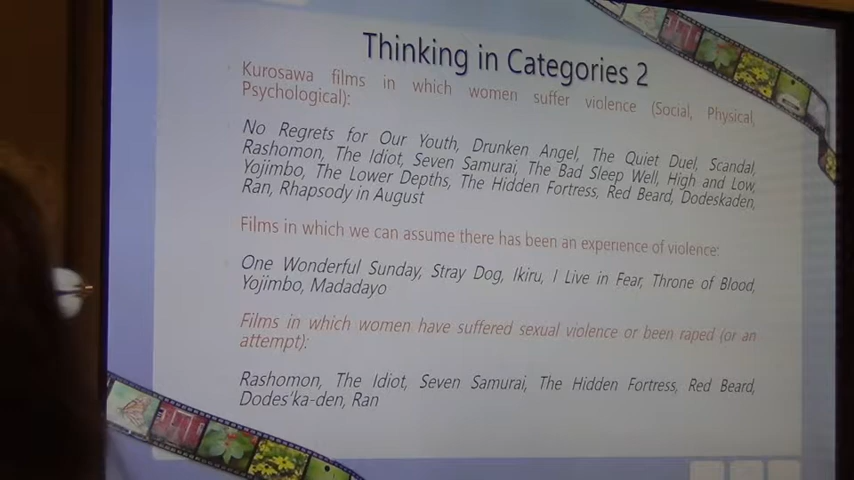 Thinking in Categories 2
Kurosawa films in which women suffer violence (Social, Physical,
Psychological):
No Regrets for Our Youth, Drunken Angel, The Quiet Duel, Scandal,
Rashomon, The Idiot, Seven Samurai, The Bad Sleep Well, High and Low,
Yojimbo, The Lower Depths, The Hidden Fortress, Red Beard, Dodeskaden,
Ran, Rhapsody in August
Films in which we can assume there has been an experience of violence:
One Wonderful Sunday, Stray Dog, Ikiru, I Live in Fear, Throne of Blood,
Yojimbo, Madadayo
Films in which women have suffered sexual violence or been raped (or an
attempt):
Rashomon, The Idiot, Seven Samurai, The Hidden Fortress, Red Beard,
Dodes'ka-den, Ran